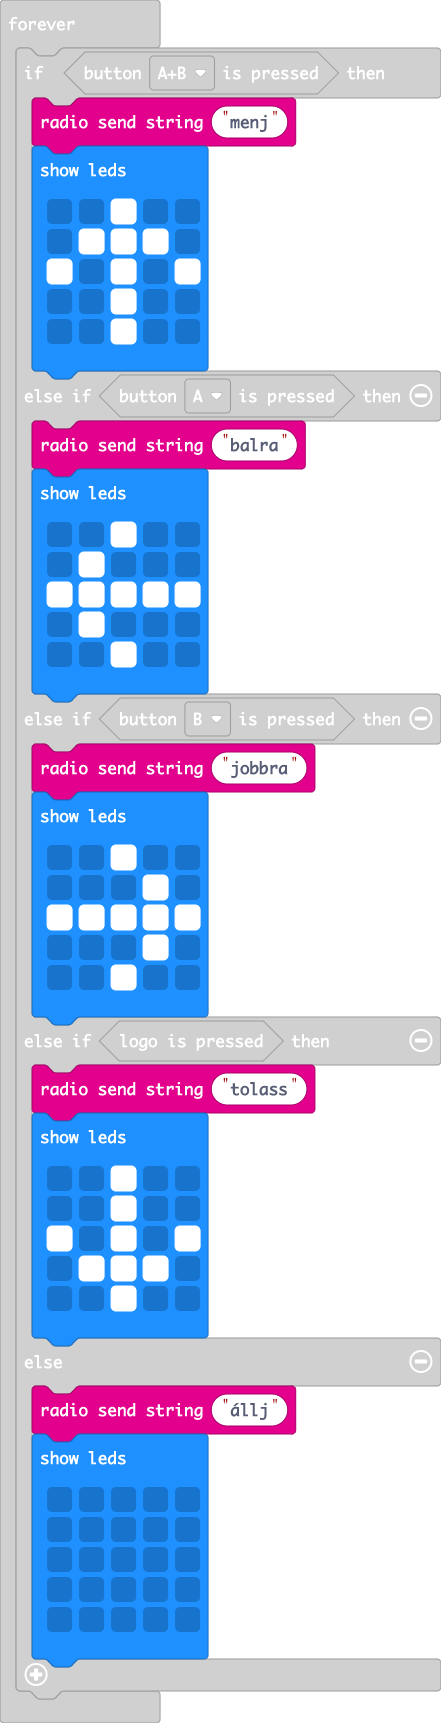 forever
if button A+B is pressed then
radio send string "menj"
show leds
else if button A is pressed then
radio send string "balra"
show leds
else if button B is pressed then
radio send string "jobbra"
show leds
else if logo is pressed then
radio send string "tolass"
show leds
else
radio send string "állj"
show leds